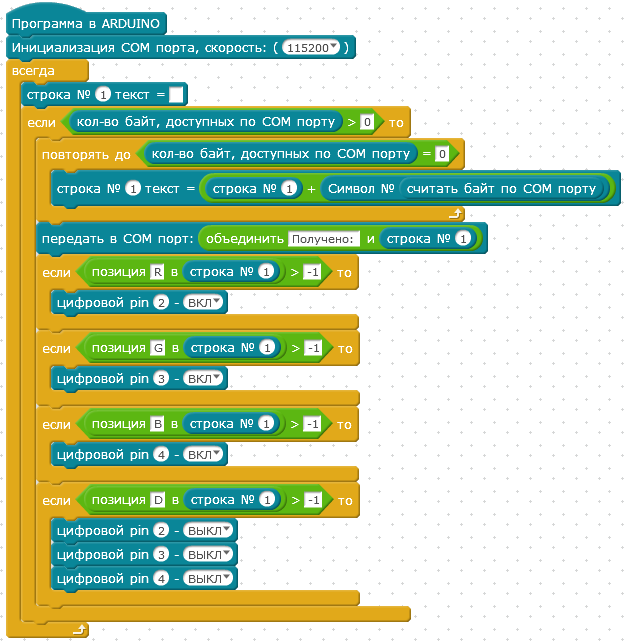 Программа в ARDUINO
Инициализация COM порта, скорость: ( 115200 )
всегда
строка № 1 текст =
если кол-во байт, доступных по COM порту > 0 то
повторять до кол-во байт, доступных по COM порту = 0
строка № 1 текст = строка № 1 + Символ № считать байт по COM порту
передать в COM порт: объединить Получено: и строка № 1
если позиция R в строка № 1 > -1 то
цифровой pin 2 - ВКЛ
если позиция G в строка № 1 > -1 то
цифровой pin 3 - ВКЛ
если позиция B в строка № 1 > -1 то
цифровой pin 4 - ВКЛ
если позиция D в строка № 1 > -1 то
цифровой pin 2 - ВЫКЛ
цифровой pin 3 - ВЫКЛ
цифровой pin 4 - ВЫКЛ